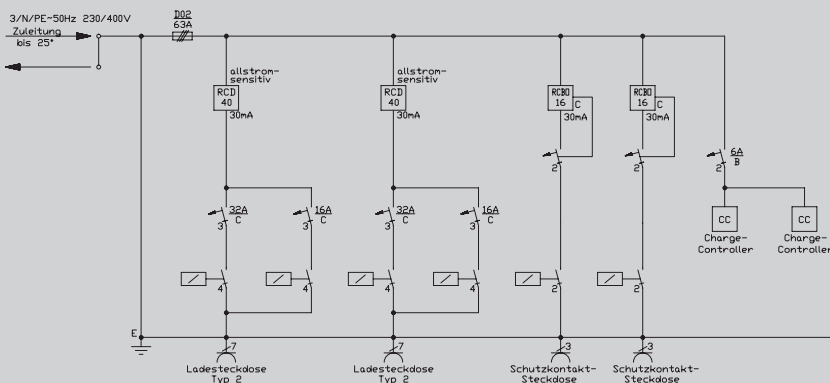 3/N/PE~50Hz 230/400V
Zuleitung
bis 25°
D02
63A
allstrom-
sensitiv
RCD
40
30mA
allstrom-
sensitiv
RCD
40
30mA
RCBO
16
C
30mA
RCBO
16
C
30mA
2
2
6A
B
2
32A
C
3
16A
C
3
32A
C
3
16A
C
3
CC
Charge-
Controller
CC
Charge-
Controller
4
4
4
4
2
2
E
7
Ladesteckdose
Typ 2
7
Ladesteckdose
Typ 2
3
Schutzkontakt-
Steckdose
3
Schutzkontakt-
Steckdose